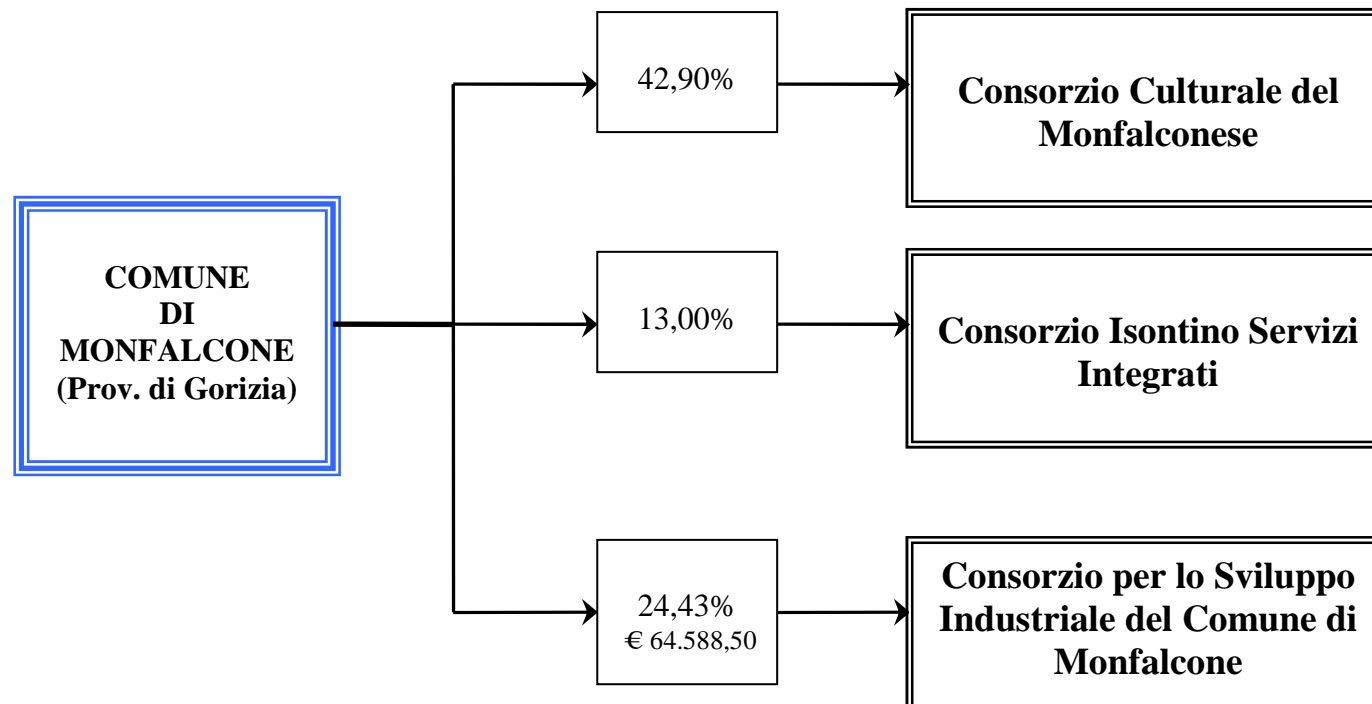 COMUNE
DI
MONFALCONE
(Prov. di Gorizia)
42,90%
Consorzio Culturale del
Monfalconese
13,00%
Consorzio Isontino Servizi
Integrati
24,43%
€ 64.588,50
Consorzio per lo Sviluppo
Industriale del Comune di
Monfalcone